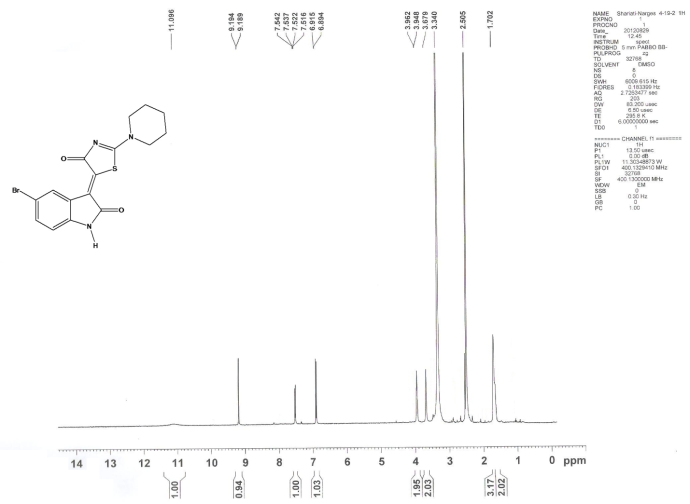 11.096
9.194
9.189
7.542
7.537
7.522
7.516
6.915
6.894
3.962
3.948
3.679
3.340
2.505
1.702
NAME Shariati-Narges 4-19-2 1H
EXPNO 1
PROCNO 1
Date_ 20120829
Time 12.45
INSTRUM spect
PROBHD 5 mm PABBO BB-
PULPROG zg
TD 32768
SOLVENT DMSO
NS 8
DS 0
SWH 6009.615 Hz
FIDRES 0.183399 Hz
AQ 2.7263477 sec
RG 203
DW 83.200 usec
DE 6.50 usec
TE 295.8 K
D1 5.00000000 sec
TD0 1
======== CHANNEL f1 ========
NUC1 1H
P1 13.50 usec
PL1 0.00 dB
PL1W 11.30348873 W
SFO1 400.1329410 MHz
SI 32768
SF 400.1300000 MHz
WDW EM
SSB 0
LB 0.30 Hz
GB 0
PC 1.00
N
N
O
S
Br
O
N
H
14 13 12 11 10 9 8 7 6 5 4 3 2 1 0 ppm
1.00
0.94
1.00
1.03
1.95
2.03
3.17
2.02